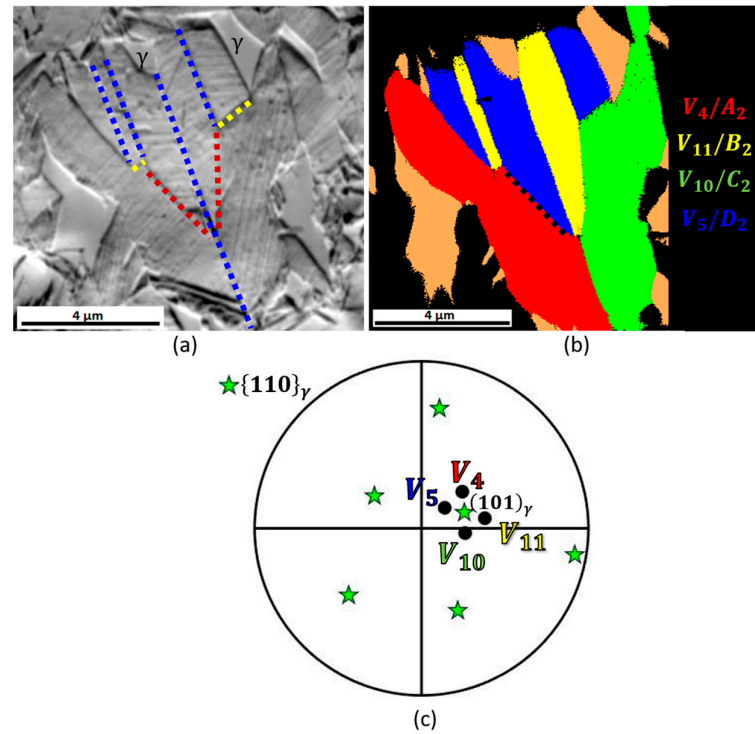 γ
γ
4 µm
(a)
V₄/A₂
V₁₁/B₂
V₁₀/C₂
V₅/D₂
4 µm
(b)
{110}γ
V₄
V₅
(101)γ
V₁₁
V₁₀
(c)